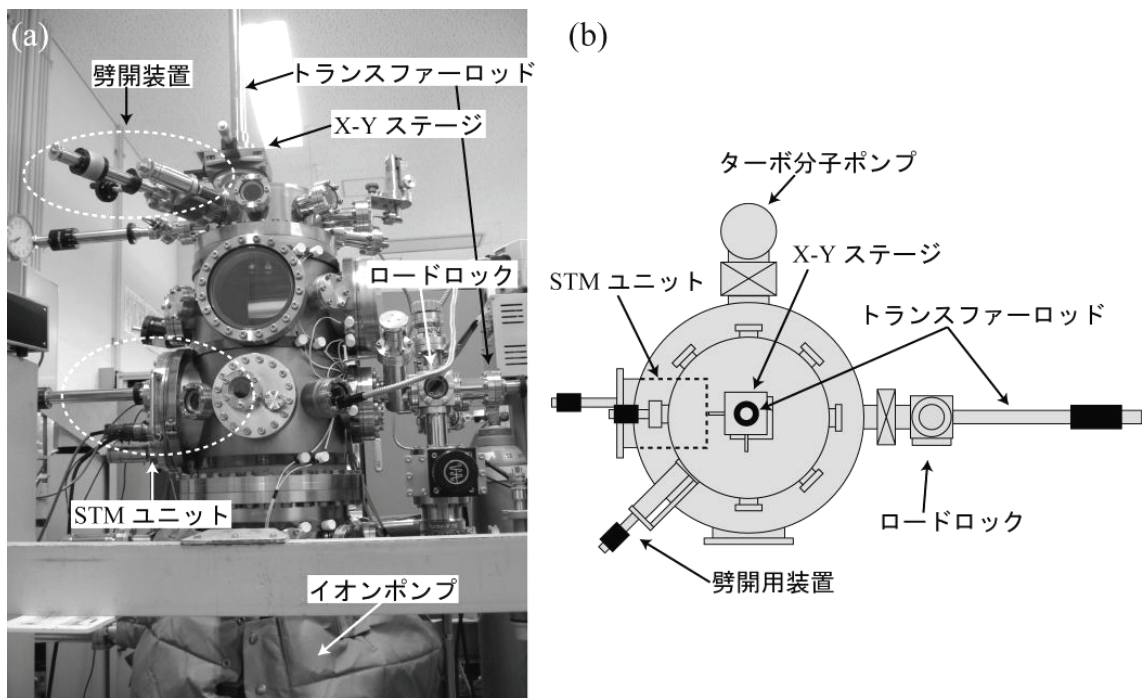 (a)
劈開装置
トランスファーロッド
X-Y ステージ
ロードロック
STM ユニット
イオンポンプ
(b)
ターボ分子ポンプ
X-Y ステージ
STM ユニット
トランスファーロッド
ロードロック
劈開用装置